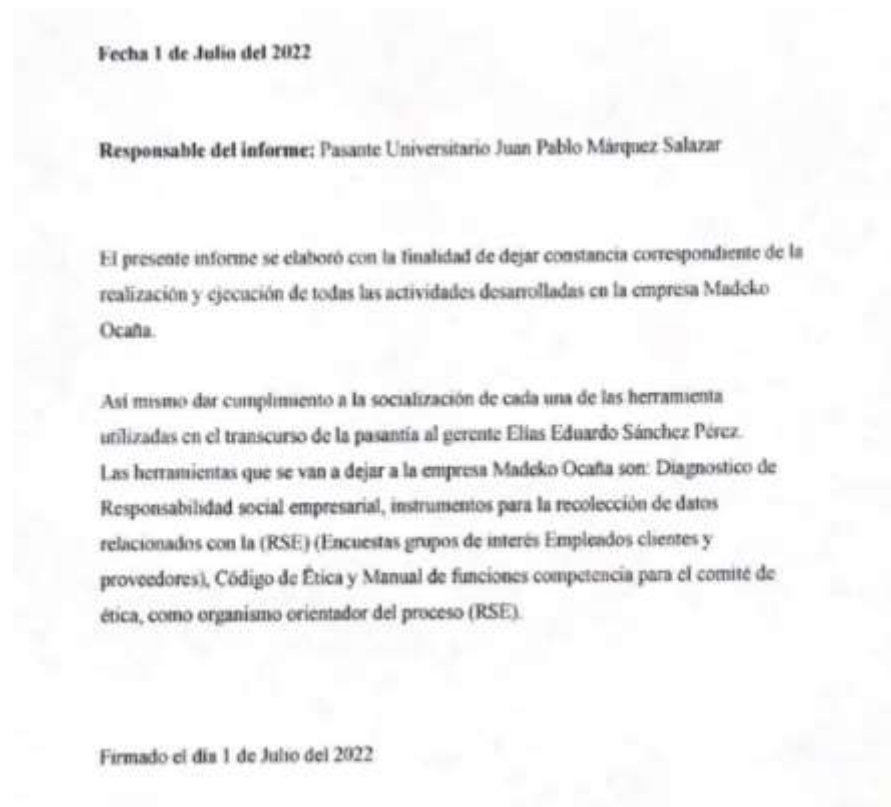 Fecha 1 de Julio del 2022
Responsable del informe: Pasante Universitario Juan Pablo Márquez Salazar
El presente informe se elaboró con la finalidad de dejar constancia correspondiente de la
realización y ejecución de todas las actividades desarrolladas en la empresa Madeko
Ocaña.
Así mismo dar cumplimiento a la socialización de cada una de las herramienta
utilizadas en el transcurso de la pasantía al gerente Elías Eduardo Sánchez Pérez.
Las herramientas que se van a dejar a la empresa Madeko Ocaña son: Diagnostico de
Responsabilidad social empresarial, instrumentos para la recolección de datos
relacionados con la (RSE) (Encuestas grupos de interés Empleados clientes y
proveedores), Código de Ética y Manual de funciones competencia para el comité de
ética, como organismo orientador del proceso (RSE).
Firmado el día 1 de Julio del 2022